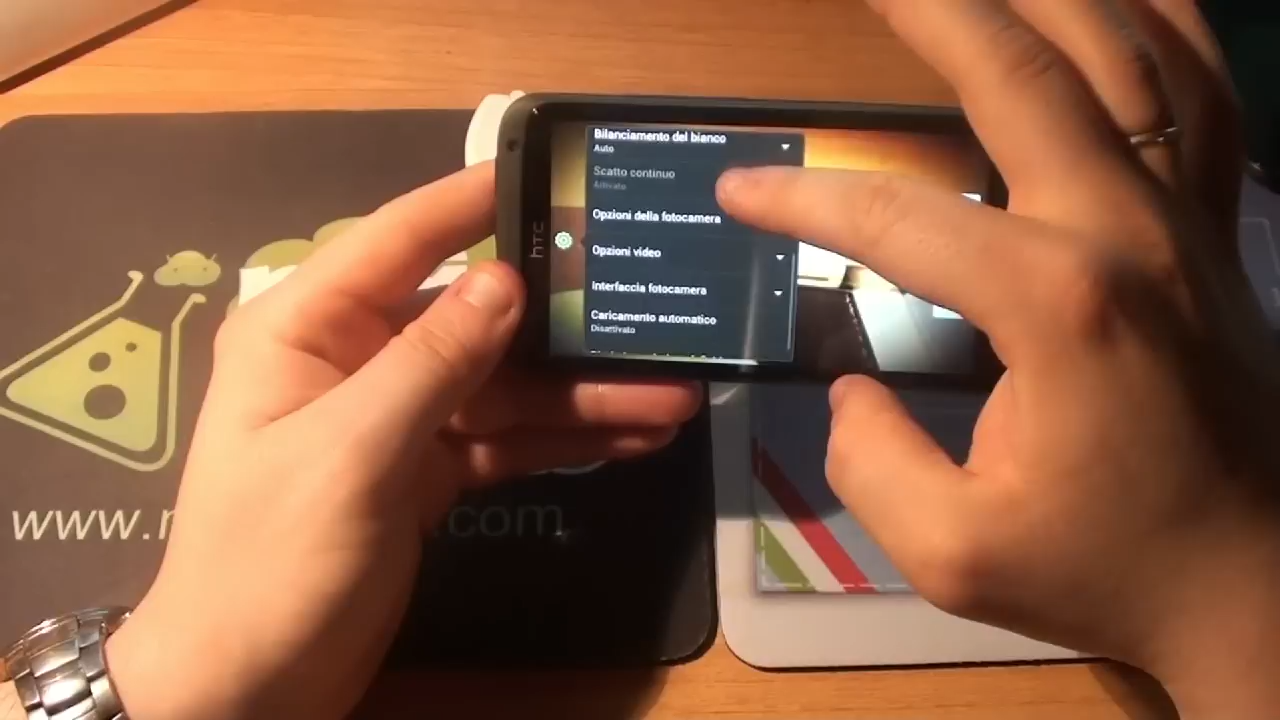 Bilanciamento del bianco
Auto
Scatto continuo
Attivato
Opzioni della fotocamera
Opzioni video
Interfaccia fotocamera
Caricamento automatico
Disattivato
hTC
www.
.com